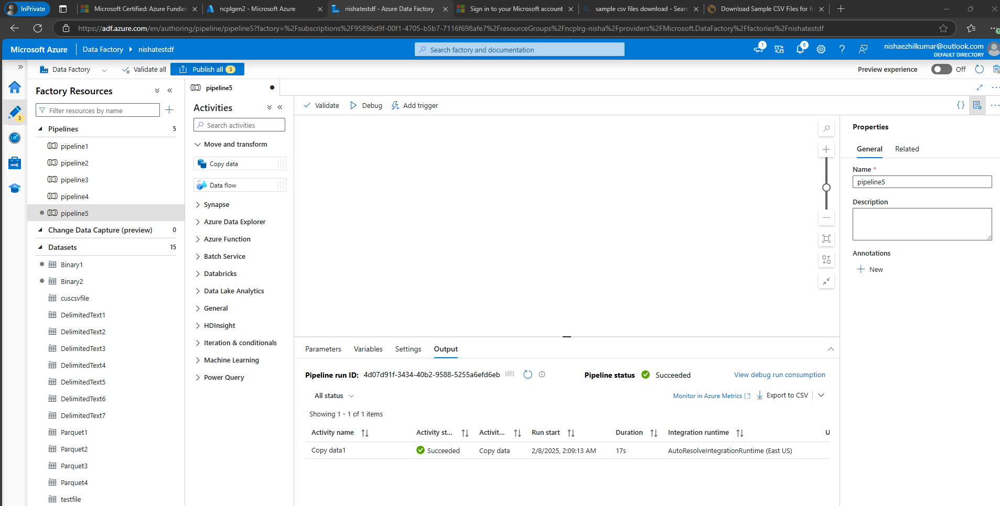 InPrivate
Microsoft Certified: Azure Fundar
ncplgen2 - Microsoft Azure
nishatestdf - Azure Data Factory
Sign in to your Microsoft account
sample csv files download - Searc
Download Sample CSV Files for fr
https://adf.azure.com/en/authoring/pipeline/pipeline5?factory=%2Fsubscriptions%2F95896d9f-00f1-4705-b5b7-7116f698afe7%2FresourceGroups%2Fncplrg-nisha%2Fproviders%2FMicrosoft.DataFactory%2Ffactories%2Fnishatestdf
Microsoft Azure
Data Factory
nishatestdf
Search factory and documentation
1
6
nishaezhilkumar@outlook.com
DEFAULT DIRECTORY
Data Factory
Validate all
Publish all 3
Preview experience
Off
3
Factory Resources
Filter resources by name
Pipelines 5
pipeline1
pipeline2
pipeline3
pipeline4
pipeline5
Change Data Capture (preview) 0
Datasets 15
Binary1
Binary2
cuscsvfile
DelimitedText1
DelimitedText2
DelimitedText3
DelimitedText4
DelimitedText5
DelimitedText6
DelimitedText7
Parquet1
Parquet2
Parquet3
Parquet4
testfile
pipeline5
Activities
Search activities
Move and transform
Copy data
Data flow
Synapse
Azure Data Explorer
Azure Function
Batch Service
Databricks
Data Lake Analytics
General
HDInsight
Iteration & conditionals
Machine Learning
Power Query
Validate
Debug
Add trigger
{}
Parameters
Variables
Settings
Output
Pipeline run ID: 4d07d91f-3434-40b2-9588-5255a6efd6eb
Pipeline status
Succeeded
View debug run consumption
All status
Monitor in Azure Metrics
Export to CSV
Showing 1 - 1 of 1 items
Activity name
Activity st...
Activit...
Run start
Duration
Integration runtime
U
Copy data1
Succeeded
Copy data
2/8/2025, 2:09:13 AM
17s
AutoResolveIntegrationRuntime (East US)
Properties
General
Related
Name *
pipeline5
Description
Annotations
New